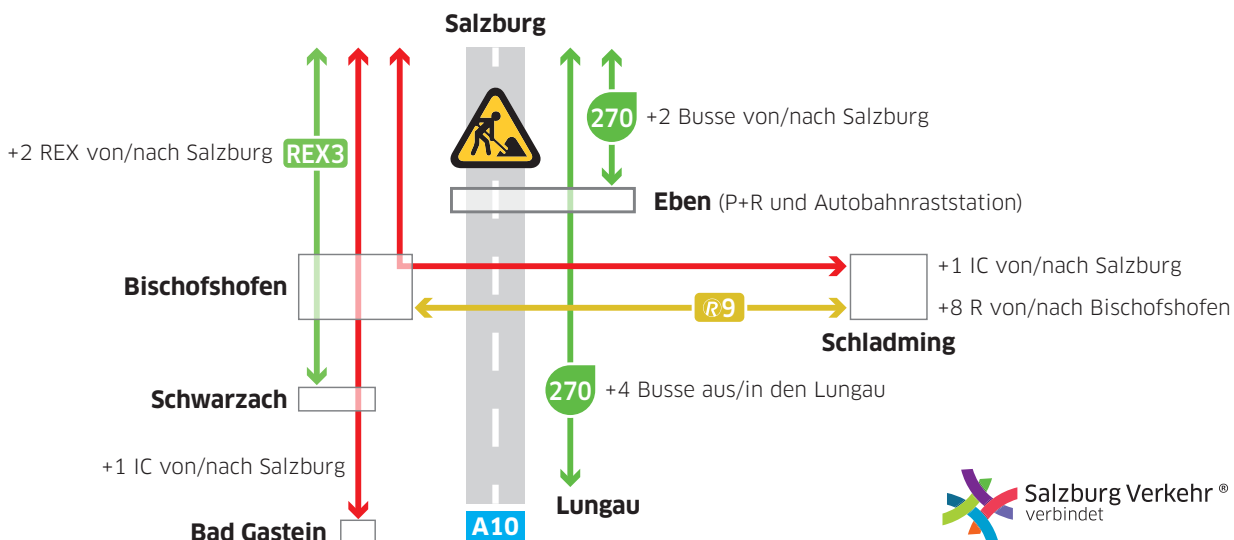 Salzburg
270 +2 Busse von/nach Salzburg
+2 REX von/nach Salzburg REX3
Eben (P+R und Autobahnraststation)
Bischofshofen
+1 IC von/nach Salzburg
R9
+8 R von/nach Bischofshofen
Schladming
Schwarzach
270 +4 Busse aus/in den Lungau
+1 IC von/nach Salzburg
Lungau
Bad Gastein
A10
Salzburg Verkehr ®
verbindet